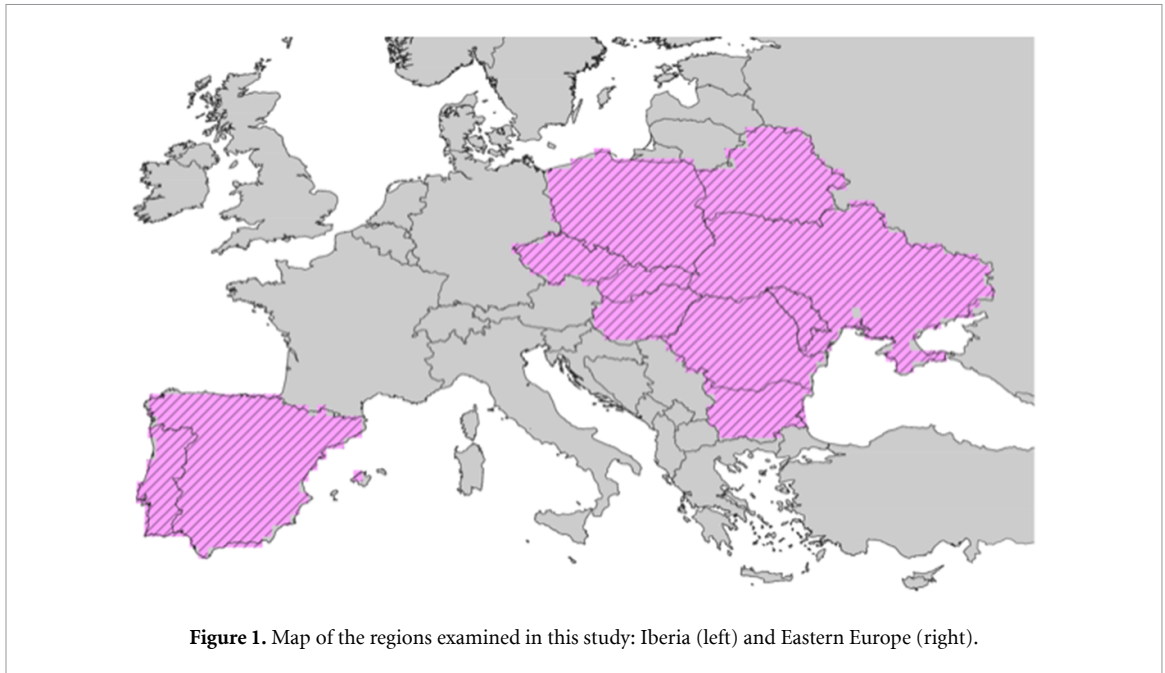 Figure 1. Map of the regions examined in this study: Iberia (left) and Eastern Europe (right).